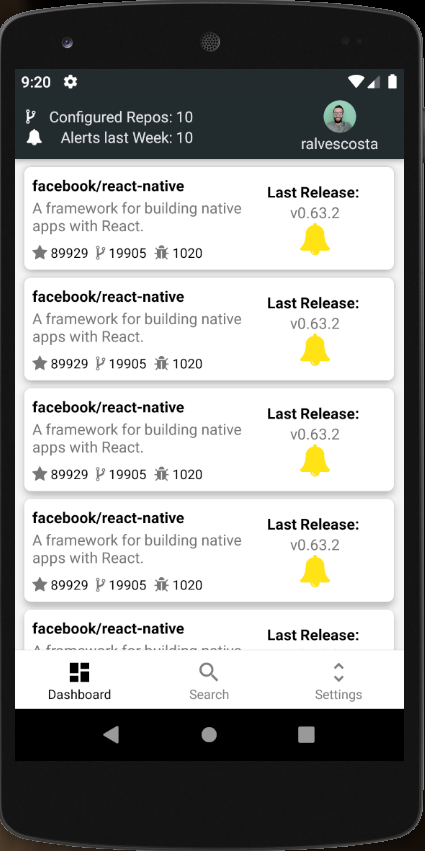 9:20
Configured Repos: 10
Alerts last Week: 10
ralvescosta
facebook/react-native
A framework for building native
apps with React.
89929 19905 1020
Last Release:
v0.63.2
facebook/react-native
A framework for building native
apps with React.
89929 19905 1020
Last Release:
v0.63.2
facebook/react-native
A framework for building native
apps with React.
89929 19905 1020
Last Release:
v0.63.2
facebook/react-native
A framework for building native
apps with React.
89929 19905 1020
Last Release:
v0.63.2
facebook/react-native
A framework for building native
Last Release:
Dashboard
Search
Settings